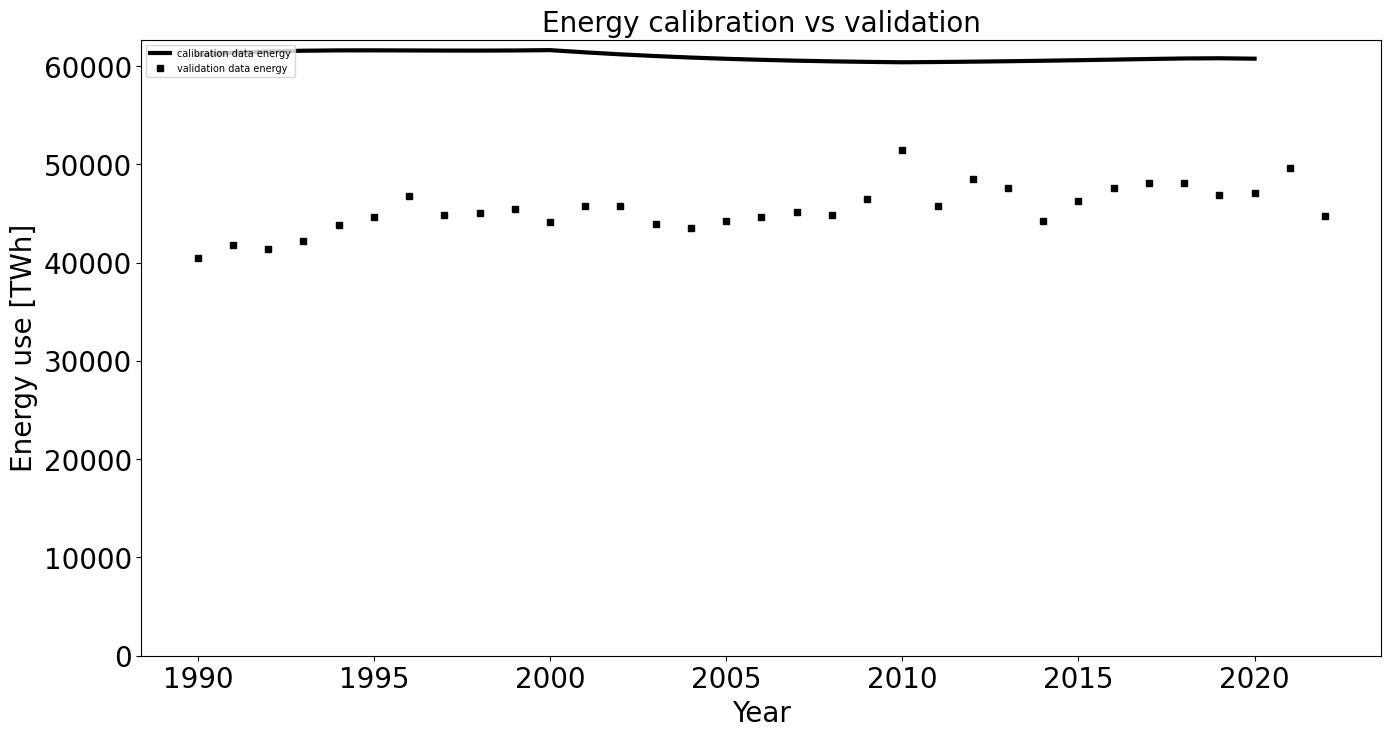 Energy calibration vs validation
calibration data energy
validation data energy
60000
50000
40000
30000
20000
10000
0
Energy use [TWh]
1990 1995 2000 2005 2010 2015 2020
Year